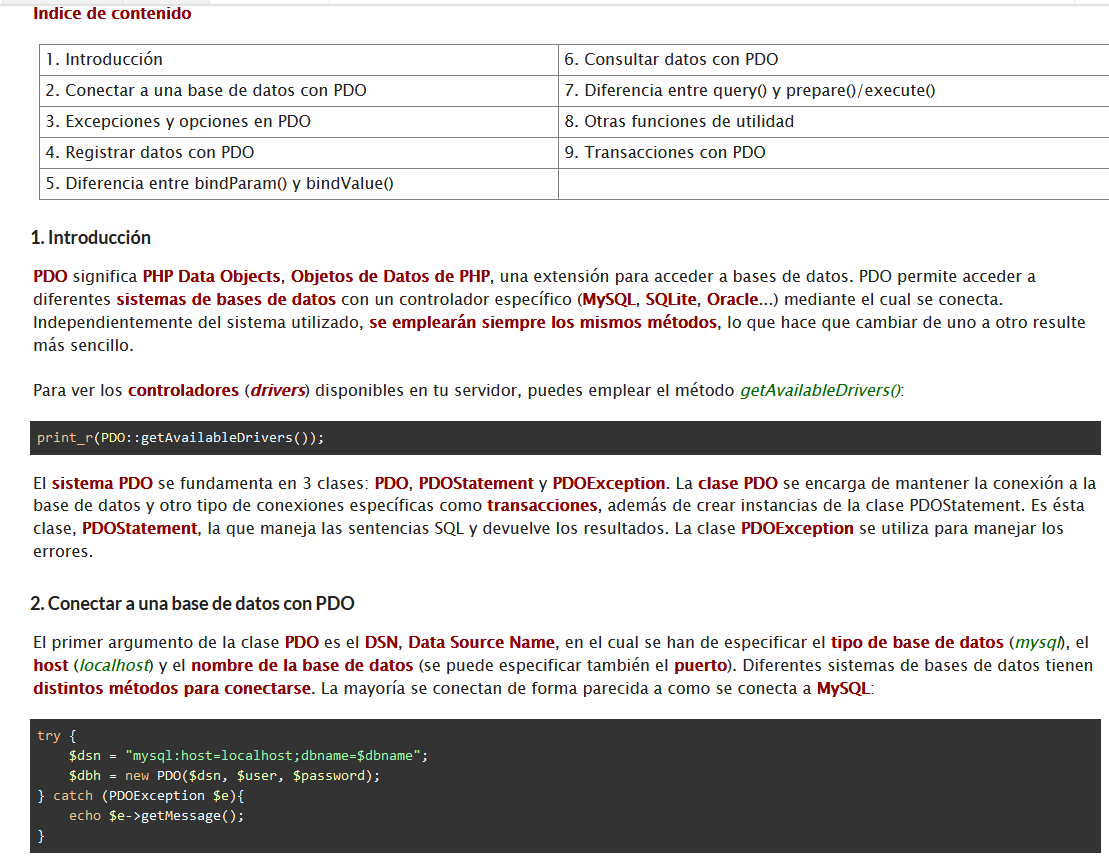 Indice de contenido
1. Introducción
6. Consultar datos con PDO
2. Conectar a una base de datos con PDO
7. Diferencia entre query() y prepare()/execute()
3. Excepciones y opciones en PDO
8. Otras funciones de utilidad
4. Registrar datos con PDO
9. Transacciones con PDO
5. Diferencia entre bindParam() y bindValue()
1. Introducción
PDO significa PHP Data Objects, Objetos de Datos de PHP, una extensión para acceder a bases de datos. PDO permite acceder a
diferentes sistemas de bases de datos con un controlador específico (MySQL, SQLite, Oracle...) mediante el cual se conecta.
Independientemente del sistema utilizado, se emplearán siempre los mismos métodos, lo que hace que cambiar de uno a otro resulte
más sencillo.
Para ver los controladores (drivers) disponibles en tu servidor, puedes emplear el método getAvailableDrivers():
print_r(PDO::getAvailableDrivers());
El sistema PDO se fundamenta en 3 clases: PDO, PDOStatement y PDOException. La clase PDO se encarga de mantener la conexión a la
base de datos y otro tipo de conexiones específicas como transacciones, además de crear instancias de la clase PDOStatement. Es ésta
clase, PDOStatement, la que maneja las sentencias SQL y devuelve los resultados. La clase PDOException se utiliza para manejar los
errores.
2. Conectar a una base de datos con PDO
El primer argumento de la clase PDO es el DSN, Data Source Name, en el cual se han de especificar el tipo de base de datos (mysql), el
host (localhost) y el nombre de la base de datos (se puede especificar también el puerto). Diferentes sistemas de bases de datos tienen
distintos métodos para conectarse. La mayoría se conectan de forma parecida a como se conecta a MySQL:
try {
    $dsn = "mysql:host=localhost;dbname=$dbname";
    $dbh = new PDO($dsn, $user, $password);
} catch (PDOException $e){
    echo $e->getMessage();
}